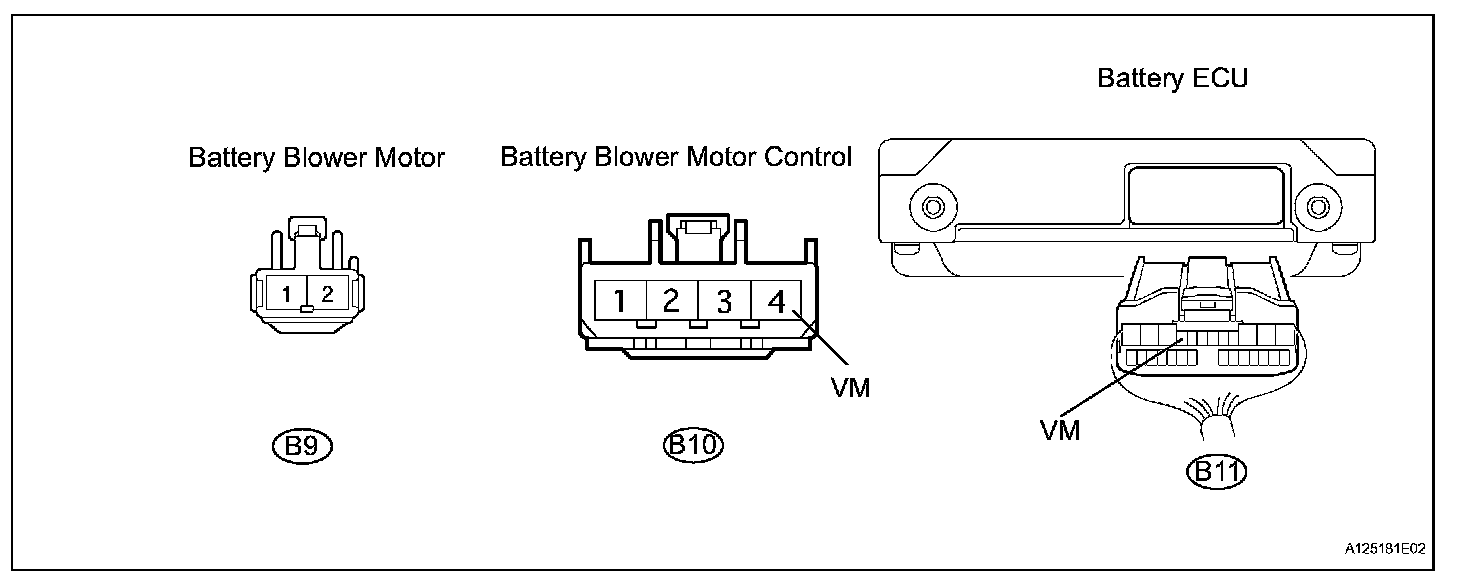 Battery ECU
Battery Blower Motor
Battery Blower Motor Control
1 2
1 2 3 4
VM
VM
B9
B10
B11
A125181E02